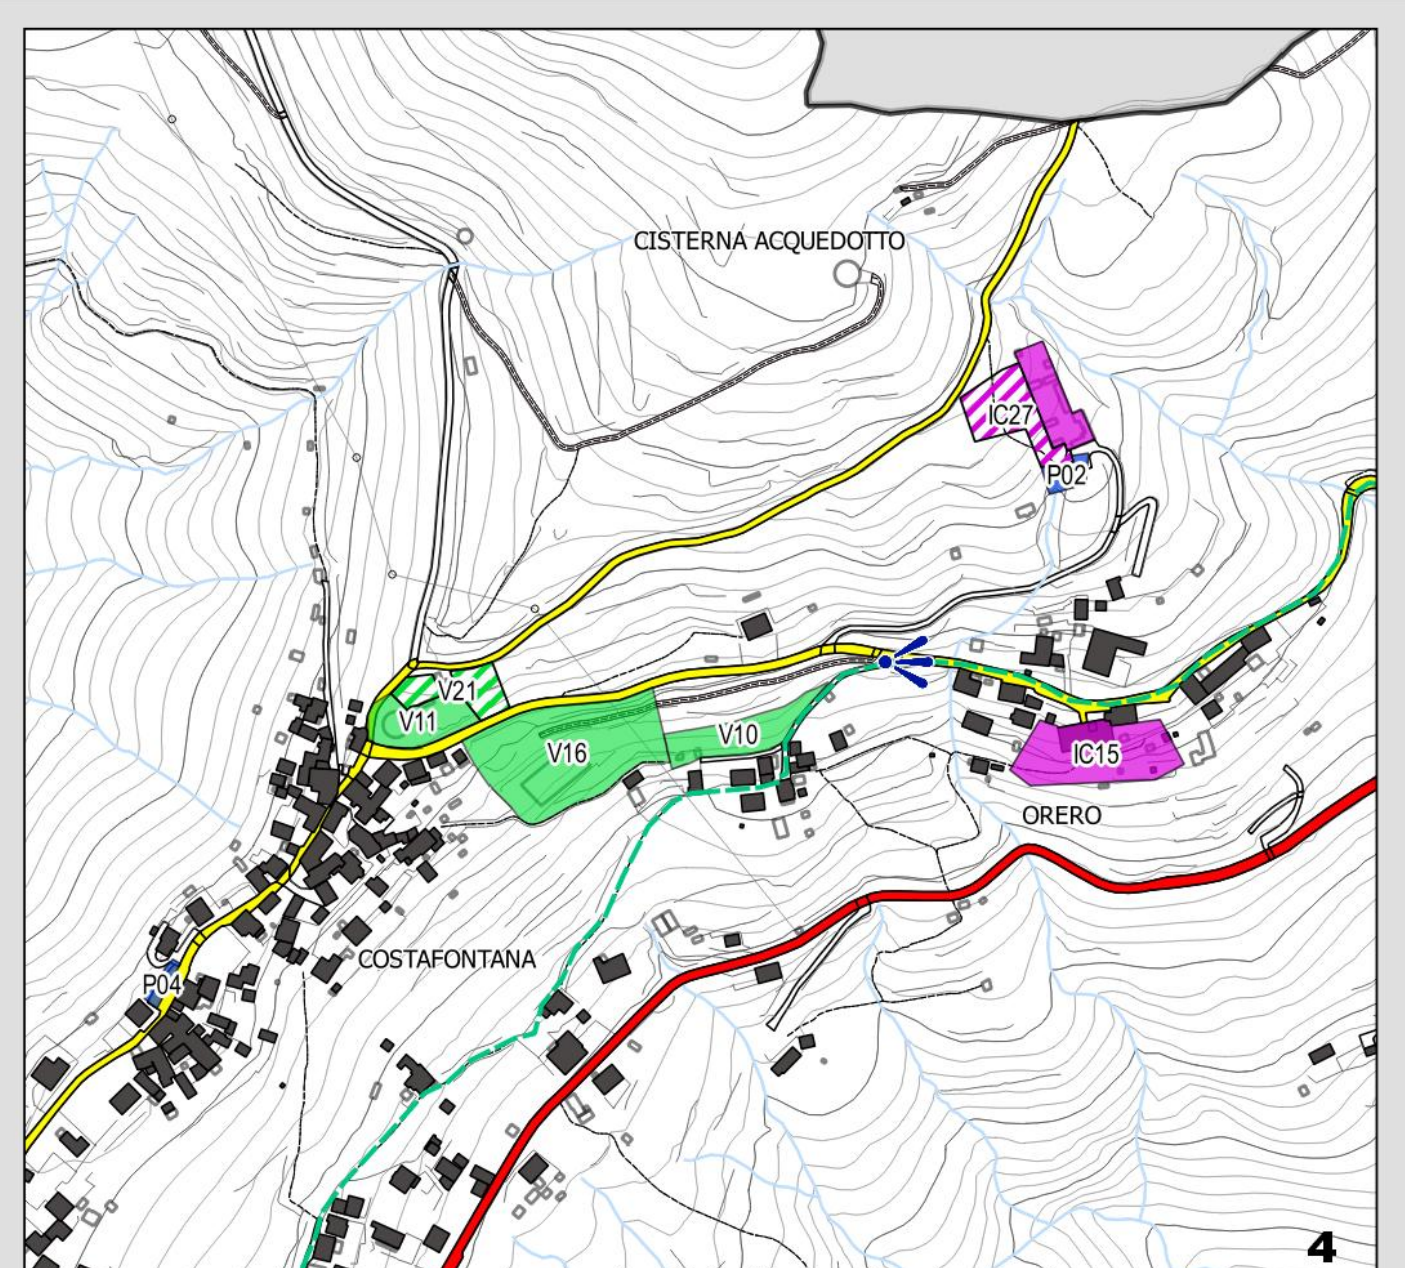 CISTERNA ACQUEDOTTO
IC27
P02
V21
V11
V16
V10
IC15
ORERO
COSTAFONTANA
P04
4